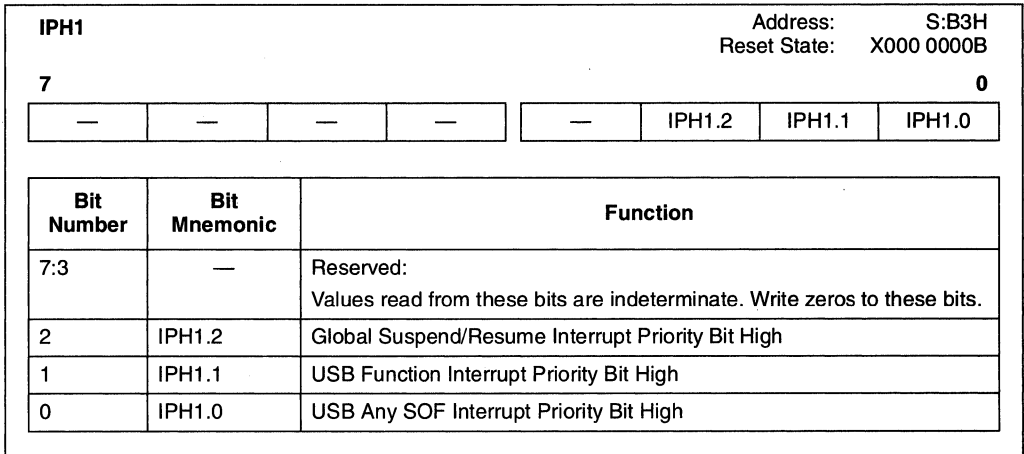 IPH1 Address: S:B3H
Reset State: X000 0000B
7 0
— — — — — IPH1.2 IPH1.1 IPH1.0
Bit Number Bit Mnemonic Function
7:3 — Reserved:
Values read from these bits are indeterminate. Write zeros to these bits.
2 IPH1.2 Global Suspend/Resume Interrupt Priority Bit High
1 IPH1.1 USB Function Interrupt Priority Bit High
0 IPH1.0 USB Any SOF Interrupt Priority Bit High